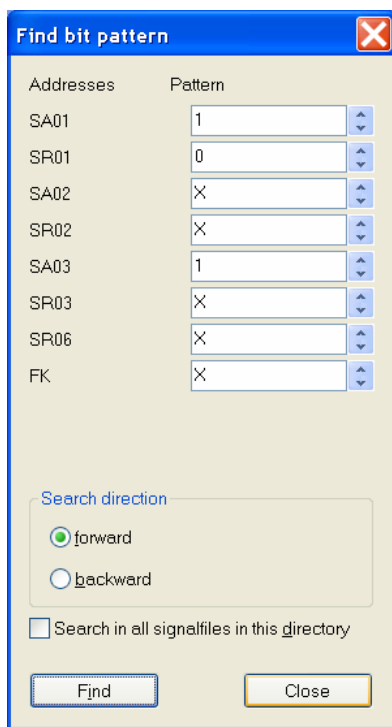 Find bit pattern
Addresses Pattern
SA01 1
SR01 0
SA02 X
SR02 X
SA03 1
SR03 X
SR06 X
FK X
Search direction
forward
backward
Search in all signalfiles in this directory
Find Close